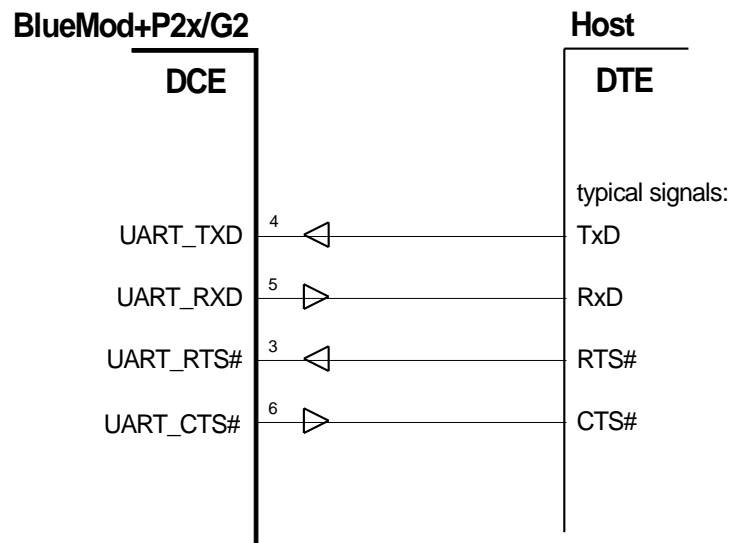 BlueMod+P2x/G2
Host
DCE
DTE
typical signals:
UART_TXD 4 TxD
UART_RXD 5 RxD
UART_RTS# 3 RTS#
UART_CTS# 6 CTS#